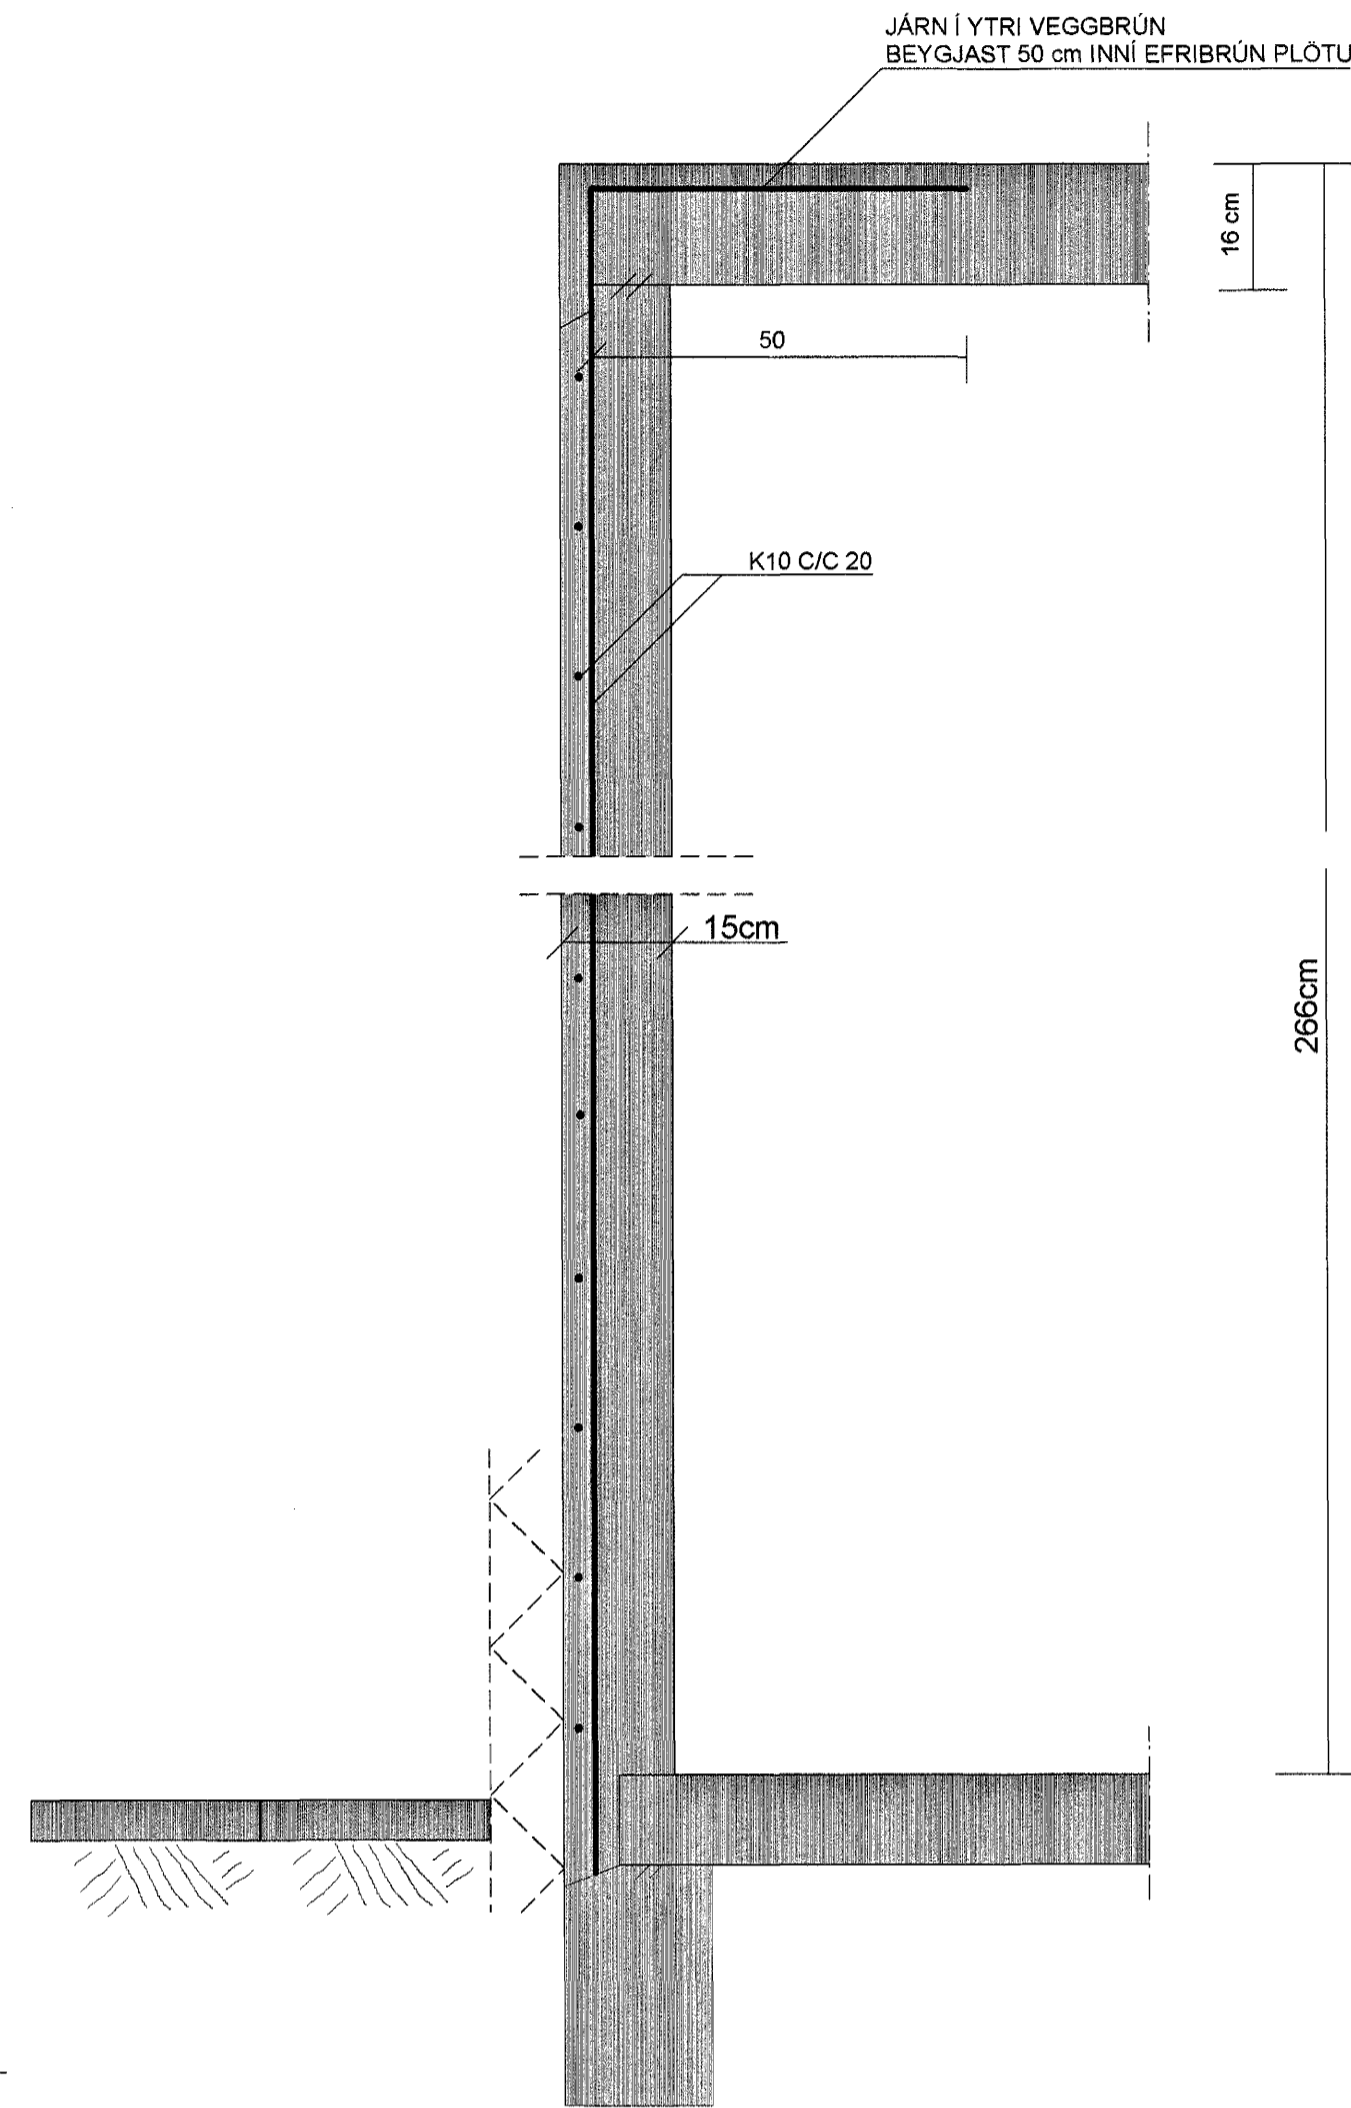 JÁRN Í YTRI VEGGBRÚN
BEYGJAST 50 cm INNÍ EFRIBRÚN PLÖTU
16 cm
50
K10 C/C 20
15cm
266cm